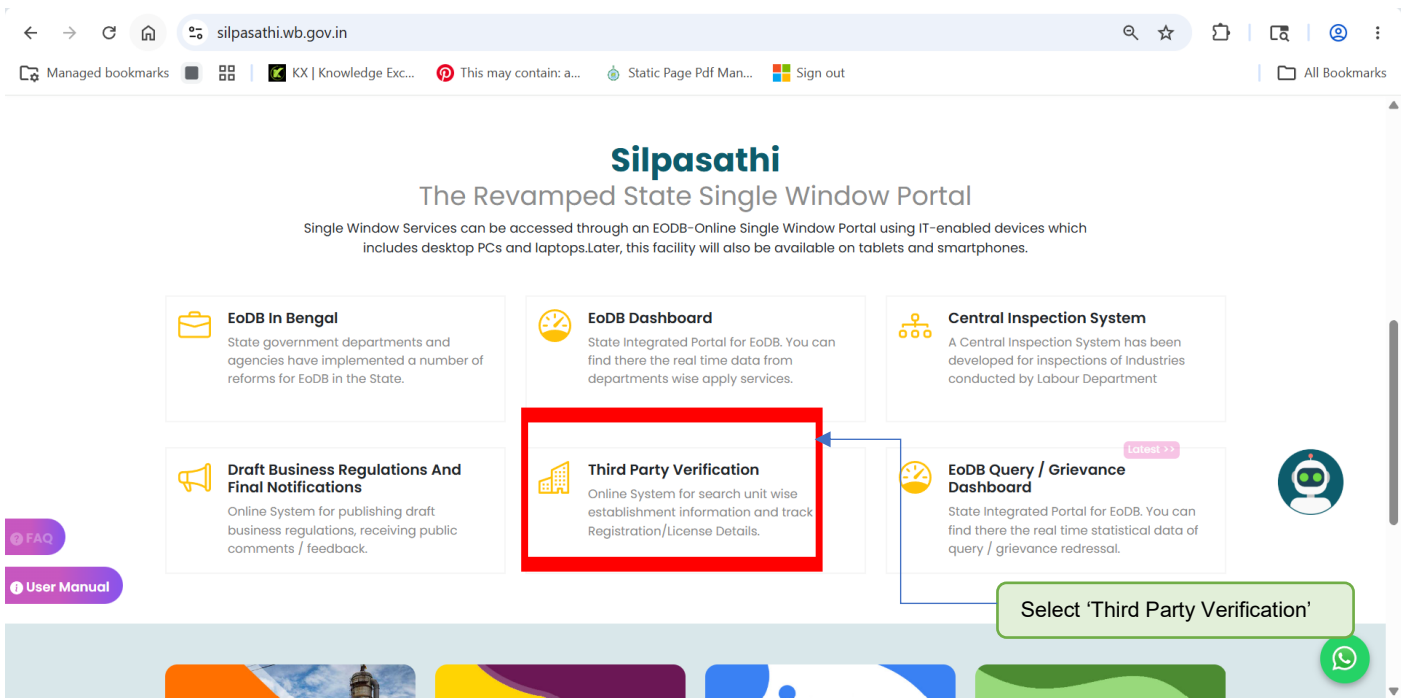 silpasathi.wb.gov.in
Managed bookmarks
KX | Knowledge Exc...
This may contain: a...
Static Page Pdf Man...
Sign out
All Bookmarks
Silpasathi
The Revamped State Single Window Portal
Single Window Services can be accessed through an EODB-Online Single Window Portal using IT-enabled devices which
includes desktop PCs and laptops.Later, this facility will also be available on tablets and smartphones.
EoDB In Bengal
State government departments and
agencies have implemented a number of
reforms for EoDB in the State.
EoDB Dashboard
State Integrated Portal for EoDB. You can
find there the real time data from
departments wise apply services.
Central Inspection System
A Central Inspection System has been
developed for inspections of Industries
conducted by Labour Department
Draft Business Regulations And
Final Notifications
Online System for publishing draft
business regulations, receiving public
comments / feedback.
Third Party Verification
Online System for search unit wise
establishment information and track
Registration/License Details.
Latest >>
EoDB Query / Grievance
Dashboard
State Integrated Portal for EoDB. You can
find there the real time statistical data of
query / grievance redressal.
FAQ
User Manual
Select ‘Third Party Verification’